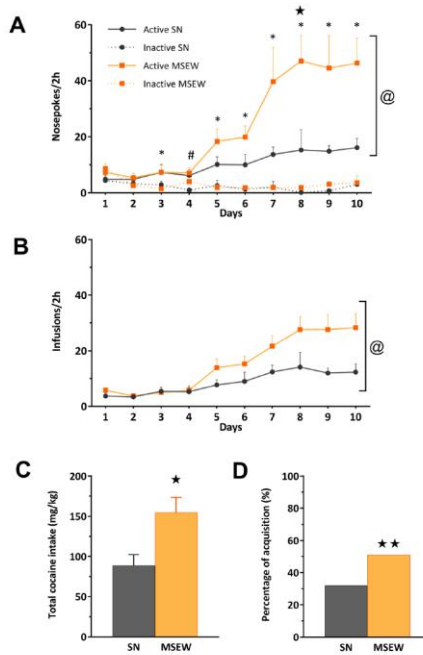 A
Active SN
Inactive SN
Active MSEW
Inactive MSEW
Nosepokes/2h
60
40
20
0
* # * * * ★ * * *
@
1 2 3 4 5 6 7 8 9 10
Days
B
Infusions/2h
60
40
20
0
@
1 2 3 4 5 6 7 8 9 10
Days
C
Total cocaine intake (mg/kg)
200
150
100
50
0
★
SN MSEW
D
Percentage of acquisition (%)
100
80
60
40
20
0
★★
SN MSEW